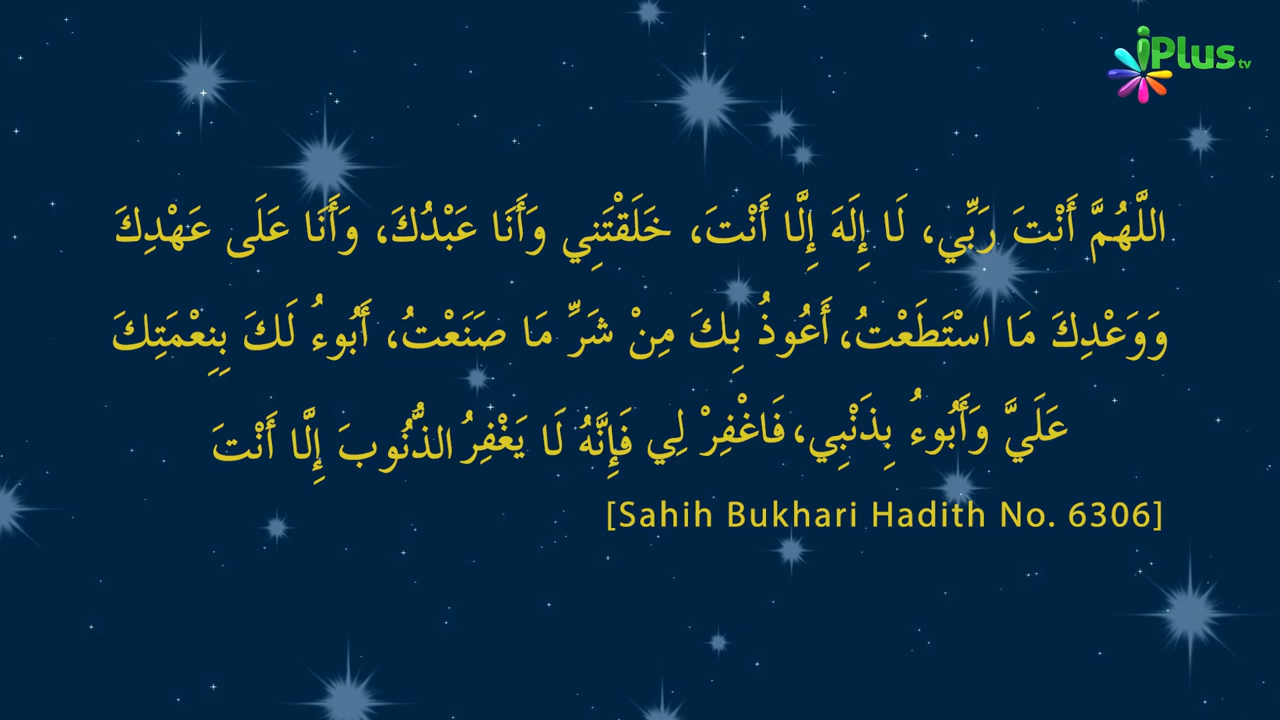 iPlus tv
اللَّهُمَّ أَنْتَ رَبِّي، لَا إِلَهَ إِلَّا أَنْتَ، خَلَقْتَنِي وَأَنَا عَبْدُكَ، وَأَنَا عَلَى عَهْدِكَ
وَوَعْدِكَ مَا اسْتَطَعْتُ، أَعُوذُ بِكَ مِنْ شَرِّ مَا صَنَعْتُ، أَبُوءُ لَكَ بِنِعْمَتِكَ
عَلَيَّ وَأَبُوءُ بِذَنْبِي، فَاغْفِرْ لِي فَإِنَّهُ لَا يَغْفِرُ الذُّنُوبَ إِلَّا أَنْتَ
[Sahih Bukhari Hadith No. 6306]